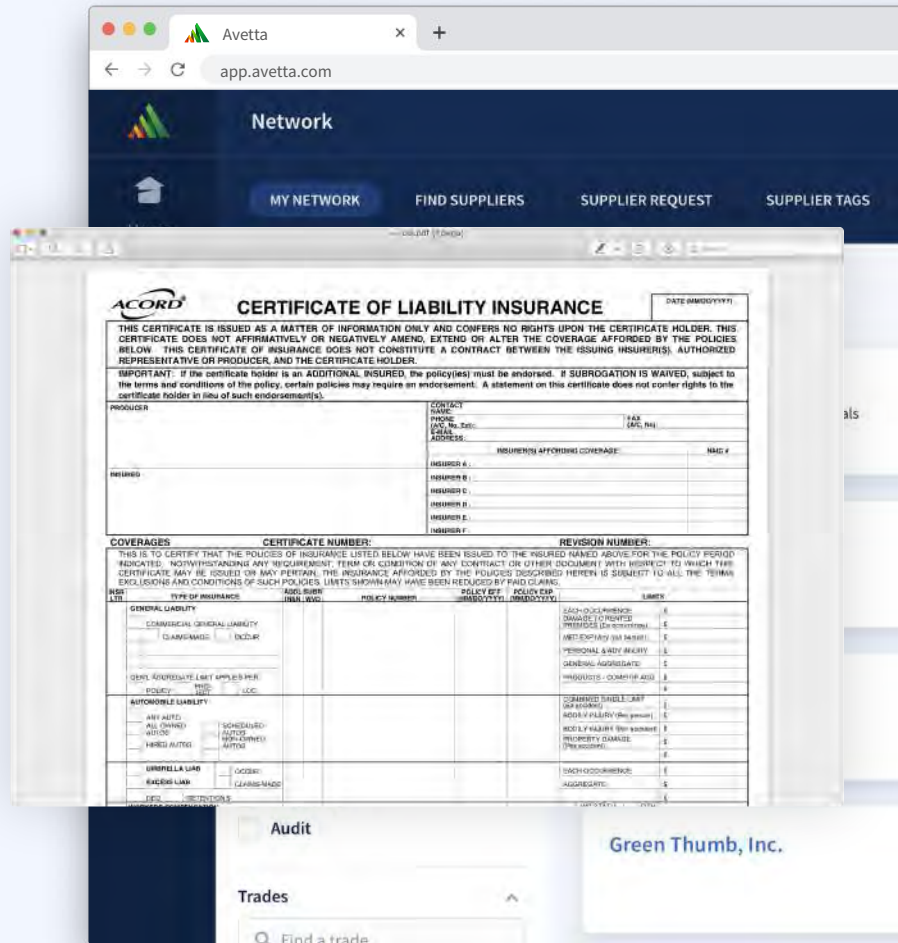 Avetta
app.avetta.com
Network
MY NETWORK
FIND SUPPLIERS
SUPPLIER REQUEST
SUPPLIER TAGS
ACORD
CERTIFICATE OF LIABILITY INSURANCE
DATE (MM/DD/YYYY)
THIS CERTIFICATE IS ISSUED AS A MATTER OF INFORMATION ONLY AND CONFERS NO RIGHTS UPON THE CERTIFICATE HOLDER. THIS
CERTIFICATE DOES NOT AFFIRMATIVELY OR NEGATIVELY AMEND, EXTEND OR ALTER THE COVERAGE AFFORDED BY THE POLICIES
BELOW. THIS CERTIFICATE OF INSURANCE DOES NOT CONSTITUTE A CONTRACT BETWEEN THE ISSUING INSURER(S), AUTHORIZED
REPRESENTATIVE OR PRODUCER, AND THE CERTIFICATE HOLDER.
IMPORTANT: If the certificate holder is an ADDITIONAL INSURED, the policy(ies) must be endorsed. If SUBROGATION IS WAIVED, subject to
the terms and conditions of the policy, certain policies may require an endorsement. A statement on this certificate does not confer rights to the
certificate holder in lieu of such endorsement(s).
PRODUCER
CONTACT
NAME:
PHONE
(A/C, No, Ext):
FAX
(A/C, No):
E-MAIL
ADDRESS:
INSURER(S) AFFORDING COVERAGE
NAIC #
INSURER A :
INSURED
INSURER B :
INSURER C :
INSURER D :
INSURER E :
INSURER F :
COVERAGES
CERTIFICATE NUMBER:
REVISION NUMBER:
THIS IS TO CERTIFY THAT THE POLICIES OF INSURANCE LISTED BELOW HAVE BEEN ISSUED TO THE INSURED NAMED ABOVE FOR THE POLICY PERIOD
INDICATED. NOTWITHSTANDING ANY REQUIREMENT, TERM OR CONDITION OF ANY CONTRACT OR OTHER DOCUMENT WITH RESPECT TO WHICH THIS
CERTIFICATE MAY BE ISSUED OR MAY PERTAIN, THE INSURANCE AFFORDED BY THE POLICIES DESCRIBED HEREIN IS SUBJECT TO ALL THE TERMS,
EXCLUSIONS AND CONDITIONS OF SUCH POLICIES. LIMITS SHOWN MAY HAVE BEEN REDUCED BY PAID CLAIMS.
INSR
LTR
TYPE OF INSURANCE
ADDL SUBR
INSR WVD
POLICY NUMBER
POLICY EFF
(MM/DD/YYYY)
POLICY EXP
(MM/DD/YYYY)
LIMITS
GENERAL LIABILITY
COMMERCIAL GENERAL LIABILITY
CLAIMS-MADE
OCCUR
GEN'L AGGREGATE LIMIT APPLIES PER:
POLICY
PRO-
JECT
LOC
EACH OCCURRENCE $
DAMAGE TO RENTED
PREMISES (Ea occurrence) $
MED EXP (Any one person) $
PERSONAL & ADV INJURY $
GENERAL AGGREGATE $
PRODUCTS - COMP/OP AGG $
$
AUTOMOBILE LIABILITY
ANY AUTO
ALL OWNED
AUTOS
SCHEDULED
AUTOS
HIRED AUTOS
NON-OWNED
AUTOS
COMBINED SINGLE LIMIT
(Ea accident) $
BODILY INJURY (Per person) $
BODILY INJURY (Per accident) $
PROPERTY DAMAGE
(Per accident) $
$
UMBRELLA LIAB
OCCUR
EXCESS LIAB
CLAIMS-MADE
DED
RETENTION $
EACH OCCURRENCE $
AGGREGATE $
$
als
Audit
Green Thumb, Inc.
Trades
Find a trade